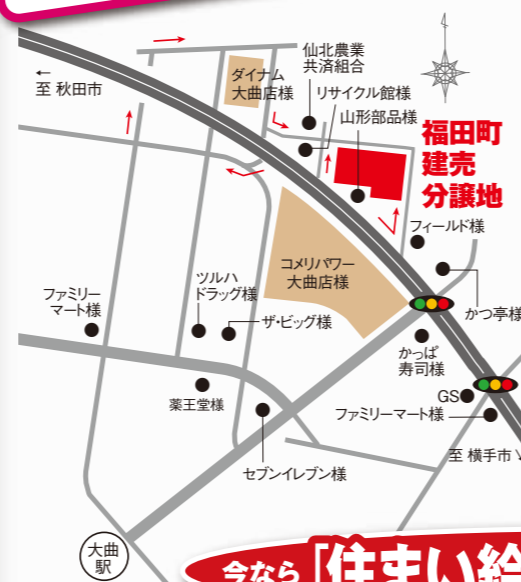 仙北農業
共済組合
←
至 秋田市
ダイナム
大曲店様
リサイクル館様
山形部品様
福田町
建売
分譲地
フィールド様
コメリパワー
大曲店様
ツルハ
ドラッグ様
ファミリー
マート様
ザ・ビッグ様
かつ亭様
かっぱ
寿司様
薬王堂様
GS
ファミリーマート様
至 横手市
セブンイレブン様
大曲
駅
今なら「住まい給